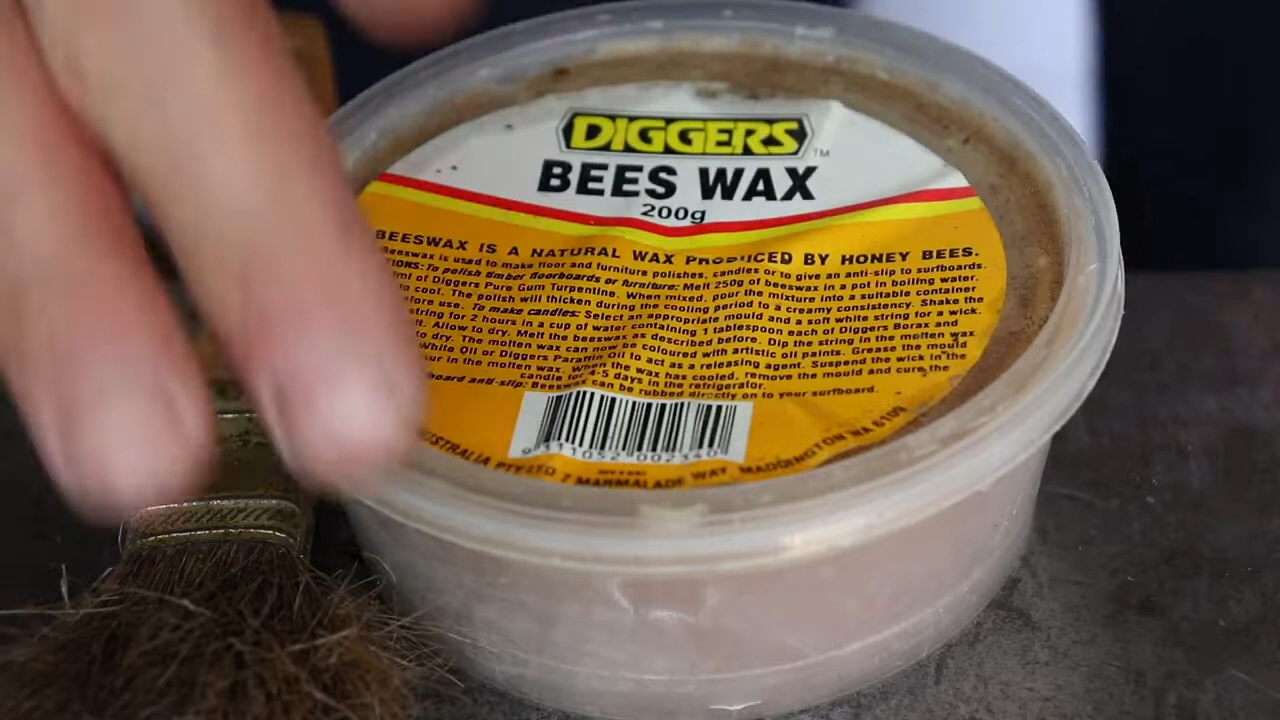 DIGGERS™
BEES WAX
200g
BEESWAX IS A NATURAL WAX PRODUCED BY HONEY BEES.
Beeswax is used to make floor and furniture polishes, candles or to give an anti-slip to surfboards.
IONS: To polish timber floorboards or furniture: Melt 250g of beeswax in a pot in boiling water.
ml of Diggers Pure Gum Turpentine. When mixed, pour the mixture into a suitable container
to cool. The polish will thicken during the cooling period to a creamy consistency. Shake the
fore use. To make candles: Select an appropriate mould and a soft white string for a wick.
string for 2 hours in a cup of water containing 1 tablespoon each of Diggers Borax and
t. Allow to dry. Melt the beeswax as described before. Dip the string in the molten wax
to dry. The molten wax can now be coloured with artistic oil paints. Grease the mould
White Oil or Diggers Paraffin Oil to act as a releasing agent. Suspend the wick in the
ur in the molten wax. When the wax has cooled, remove the mould and cure the
candle for 4-5 days in the refrigerator.
board anti-slip: Beeswax can be rubbed directly on to your surfboard.
USTRALIA PTY LTD 7 MARMALADE WAY, MADDINGTON WA 6109